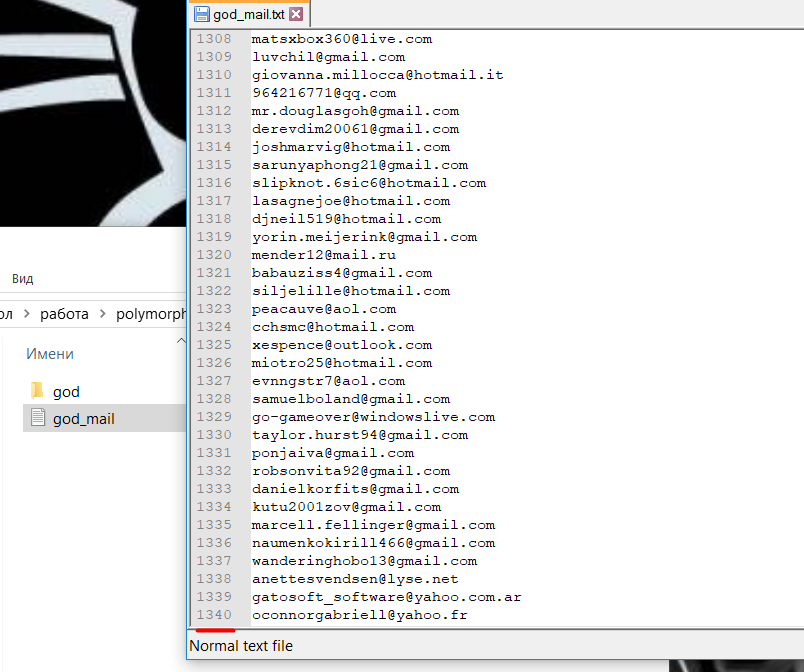 god_mail.txt
1308 matsxbox360@live.com
1309 luvchil@gmail.com
1310 giovanna.millocca@hotmail.it
1311 964216771@qq.com
1312 mr.douglasgoh@gmail.com
1313 derevdim20061@gmail.com
1314 joshmarvig@hotmail.com
1315 sarunyaphong21@gmail.com
1316 slipknot.6sic6@hotmail.com
1317 lasagnejoe@hotmail.com
1318 djneil519@hotmail.com
1319 yorin.meijerink@gmail.com
1320 mender12@mail.ru
1321 babauziss4@gmail.com
1322 siljelille@hotmail.com
1323 peacauve@aol.com
1324 cchsmc@hotmail.com
1325 xespence@outlook.com
1326 miotro25@hotmail.com
1327 evnngstr7@aol.com
1328 samuelboland@gmail.com
1329 go-gameover@windowslive.com
1330 taylor.hurst94@gmail.com
1331 ponjaiva@gmail.com
1332 robsonvita92@gmail.com
1333 danielkorfits@gmail.com
1334 kutu2001zov@gmail.com
1335 marcell.fellinger@gmail.com
1336 naumenkokirill466@gmail.com
1337 wanderinghobo13@gmail.com
1338 anettesvendsen@lyse.net
1339 gatosoft_software@yahoo.com.ar
1340 oconnorgabriell@yahoo.fr
Normal text file
Вид
ол > работа > polymorph
Имени
god
god_mail